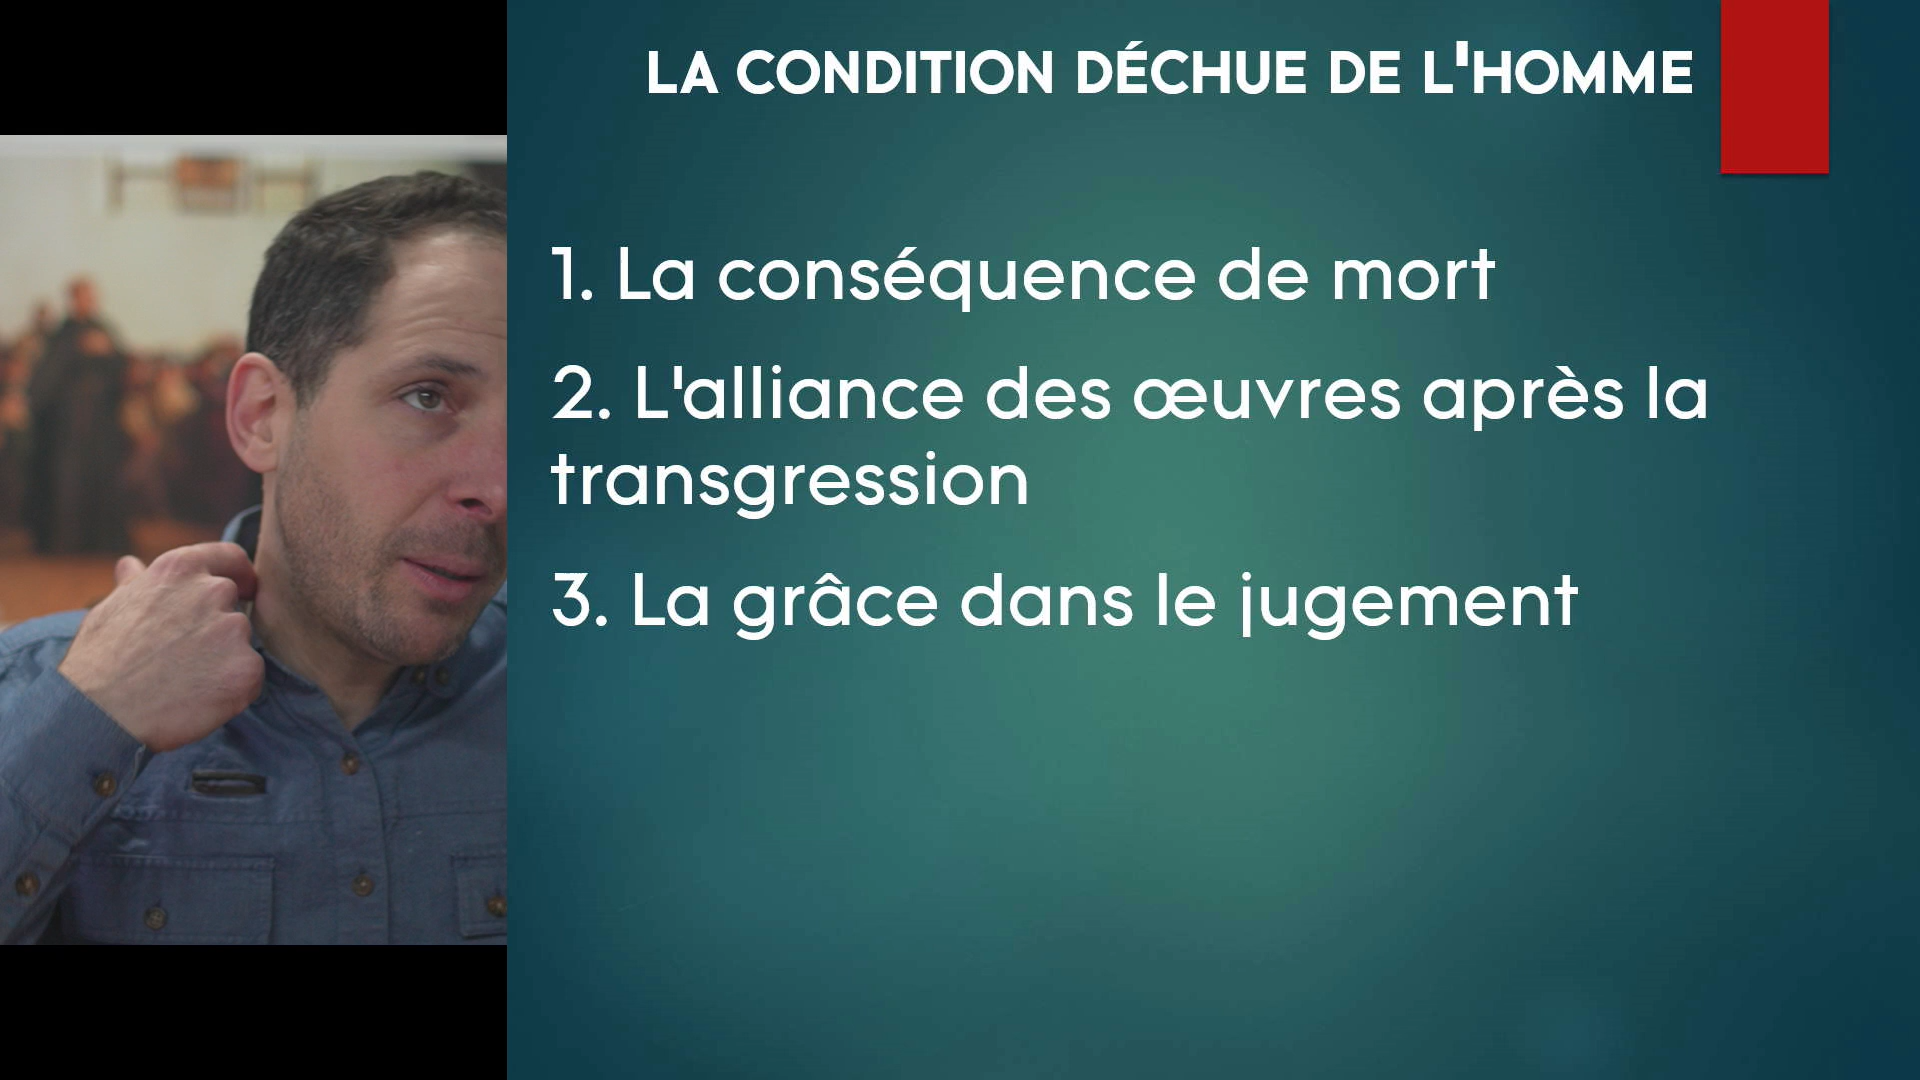 LA CONDITION DÉCHUE DE L'HOMME
1. La conséquence de mort
2. L'alliance des œuvres après la
transgression
3. La grâce dans le jugement